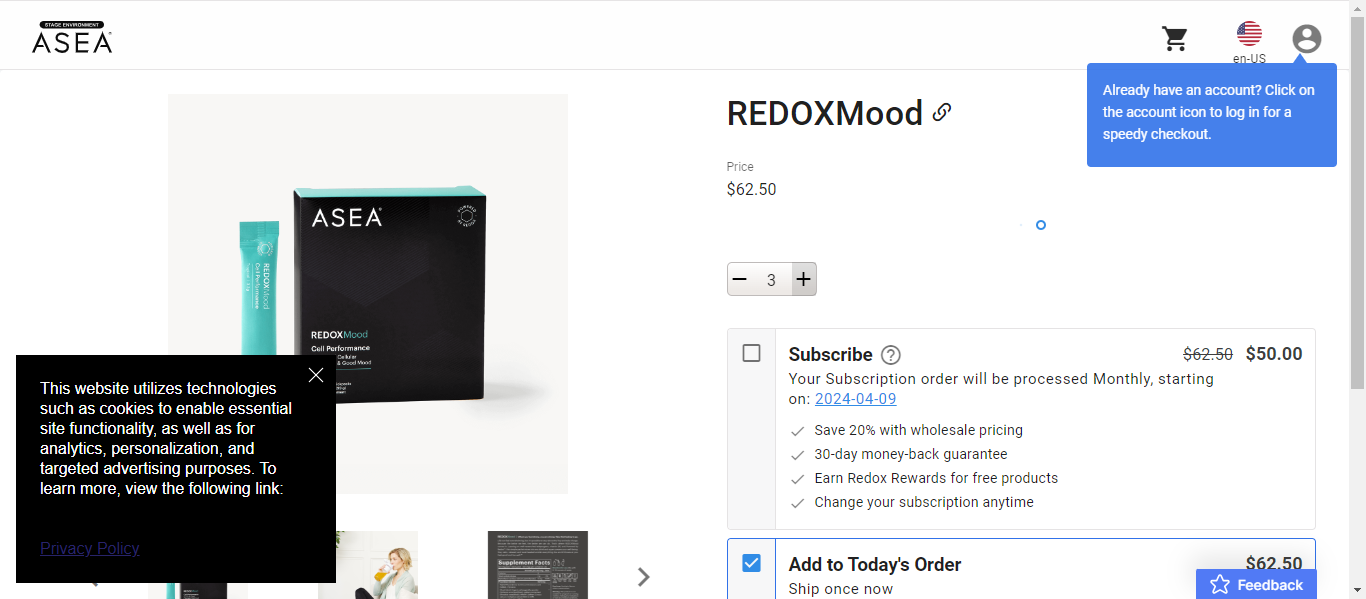 STAGE ENVIRONMENT
ASEA
en-US
Already have an account? Click on
the account icon to log in for a
speedy checkout.
REDOXMood
Price
$62.50
3
Subscribe
$62.50 $50.00
Your Subscription order will be processed Monthly, starting
on: 2024-04-09
Save 20% with wholesale pricing
30-day money-back guarantee
Earn Redox Rewards for free products
Change your subscription anytime
Add to Today's Order
$62.50
Ship once now
Feedback
ASEA
REDOXMood
Cell Performance
Cellular
& Good Mood
REDOXMood
Cell Performance
This website utilizes technologies
such as cookies to enable essential
site functionality, as well as for
analytics, personalization, and
targeted advertising purposes. To
learn more, view the following link:
Privacy Policy
Supplement Facts